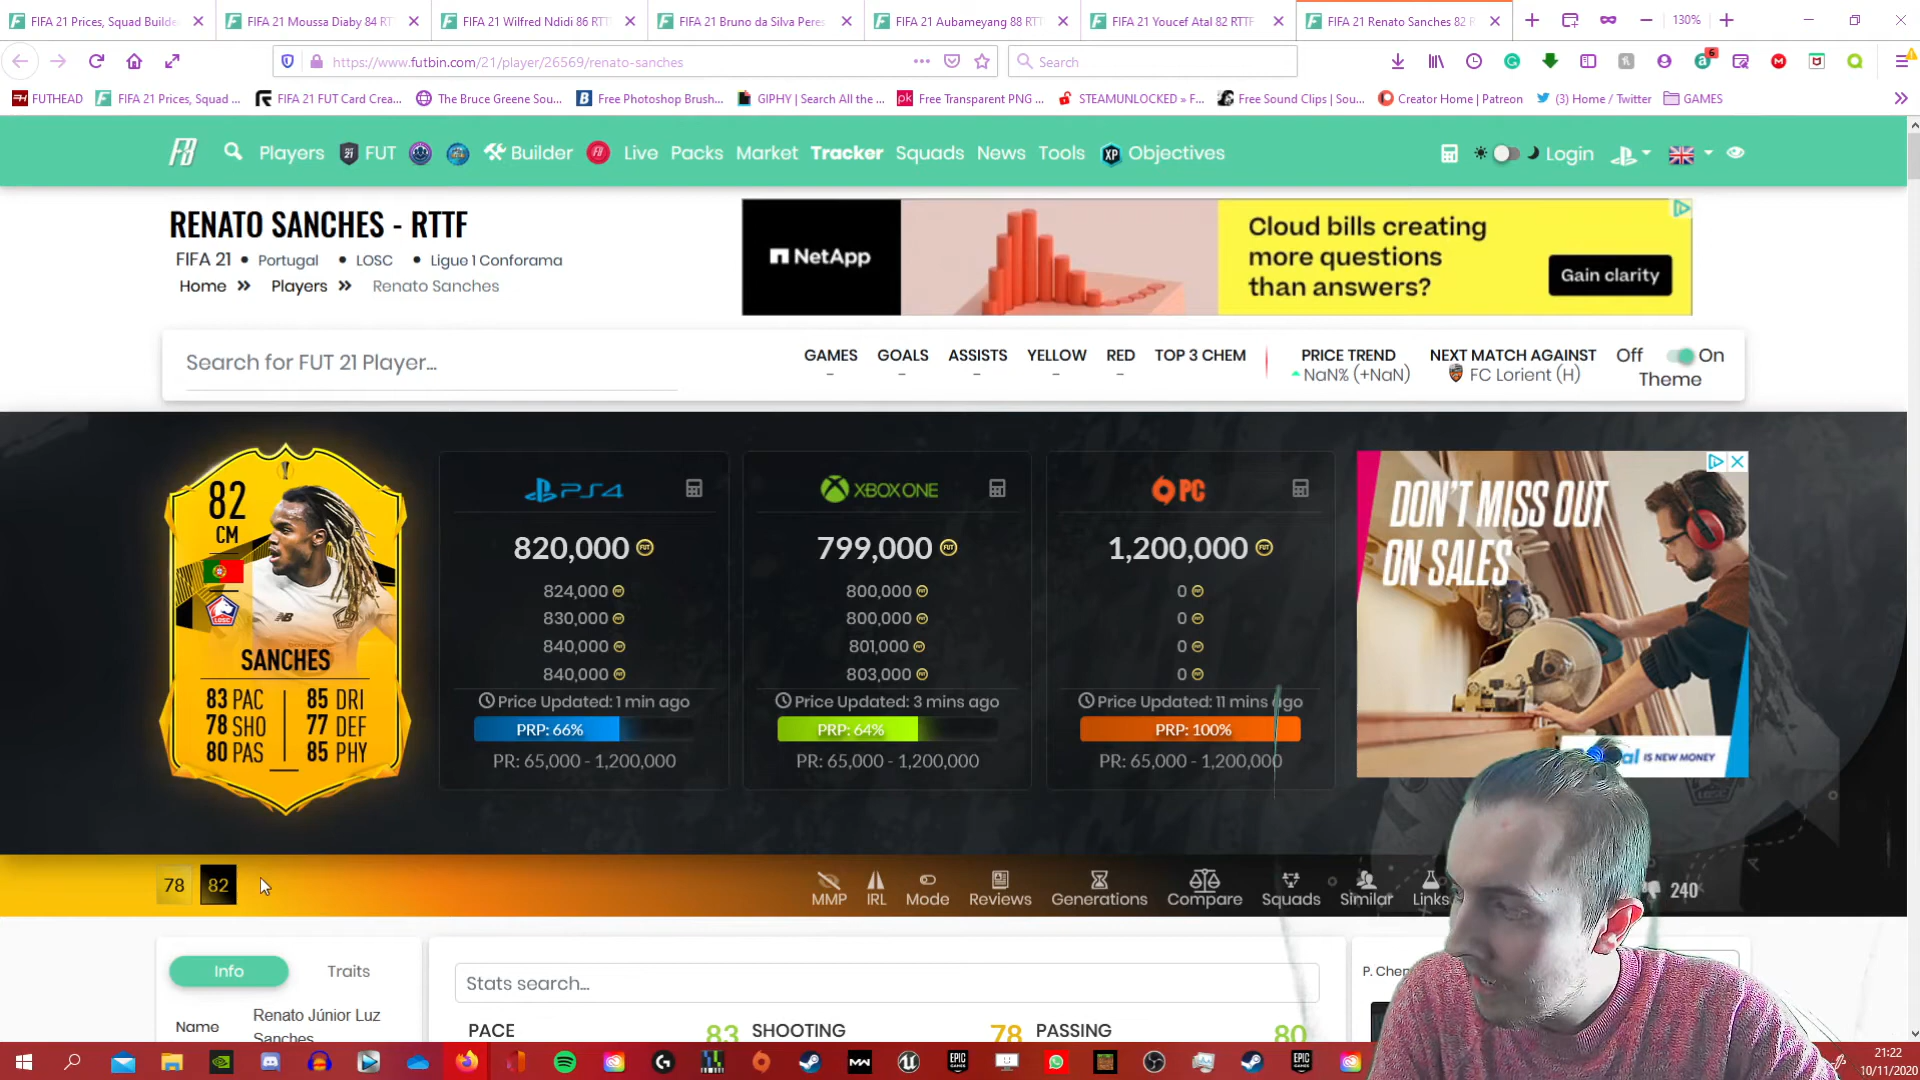 FIFA 21 Prices, Squad Builde
FIFA 21 Moussa Diaby 84 RT
FIFA 21 Wilfred Ndidi 86 RT
FIFA 21 Bruno da Silva Peres
FIFA 21 Aubameyang 88 RTT
FIFA 21 Youcef Atal 82 RTTF
FIFA 21 Renato Sanches 82 R
130%
https://www.futbin.com/21/player/26569/renato-sanches
Search
6
FUTHEAD
FIFA 21 Prices, Squad ...
FIFA 21 FUT Card Crea...
The Bruce Greene Sou...
Free Photoshop Brush...
GIPHY | Search All the ...
Free Transparent PNG ...
STEAMUNLOCKED » F...
Free Sound Clips | Sou...
Creator Home | Patreon
(3) Home / Twitter
GAMES
Players
FUT
Builder
Live
Packs
Market
Tracker
Squads
News
Tools
XP
Objectives
Login
RENATO SANCHES - RTTF
FIFA 21 • Portugal • LOSC • Ligue 1 Conforama
Home » Players » Renato Sanches
NetApp
Cloud bills creating
more questions
than answers?
Gain clarity
Search for FUT 21 Player...
GAMES GOALS ASSISTS YELLOW RED TOP 3 CHEM
- - - - - -
PRICE TREND
NaN% (+NaN)
NEXT MATCH AGAINST
FC Lorient (H)
Off On
Theme
82
CM
SANCHES
83 PAC 85 DRI
78 SHO 77 DEF
80 PAS 85 PHY
PS4
820,000
824,000
830,000
840,000
840,000
Price Updated: 1 min ago
PRP: 66%
PR: 65,000 - 1,200,000
XBOX ONE
799,000
800,000
800,000
801,000
803,000
Price Updated: 3 mins ago
PRP: 64%
PR: 65,000 - 1,200,000
PC
1,200,000
0
0
0
0
Price Updated: 11 mins ago
PRP: 100%
PR: 65,000 - 1,200,000
DON'T MISS OUT
ON SALES
IS NEW MONEY
78 82
MMP IRL Mode Reviews Generations Compare Squads Similar Links
240
Info Traits
Name
Renato Júnior Luz
Sanches
Stats search...
PACE 83 SHOOTING 78 PASSING 80
P. Chem
21:22
10/11/2020